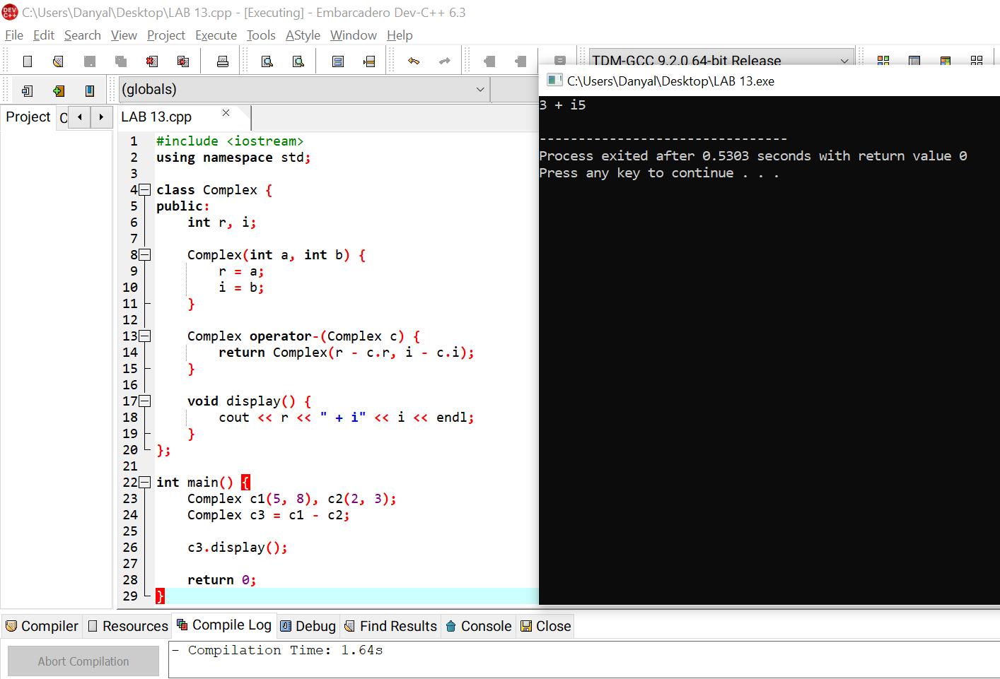 C:\Users\Danyal\Desktop\LAB 13.cpp - [Executing] - Embarcadero Dev-C++ 6.3
File Edit Search View Project Execute Tools AStyle Window Help
TDM-GCC 9.2.0 64-bit Release
(globals)
Project C
LAB 13.cpp
1 #include <iostream>
2 using namespace std;
3
4 class Complex {
5 public:
6     int r, i;
7
8     Complex(int a, int b) {
9         r = a;
10         i = b;
11     }
12
13     Complex operator-(Complex c) {
14         return Complex(r - c.r, i - c.i);
15     }
16
17     void display() {
18         cout << r << " + i" << i << endl;
19     }
20 };
21
22 int main() {
23     Complex c1(5, 8), c2(2, 3);
24     Complex c3 = c1 - c2;
25
26     c3.display();
27
28     return 0;
29 }
C:\Users\Danyal\Desktop\LAB 13.exe
3 + i5
--------------------------------
Process exited after 0.5303 seconds with return value 0
Press any key to continue . . .
Compiler Resources Compile Log Debug Find Results Console Close
Abort Compilation
- Compilation Time: 1.64s